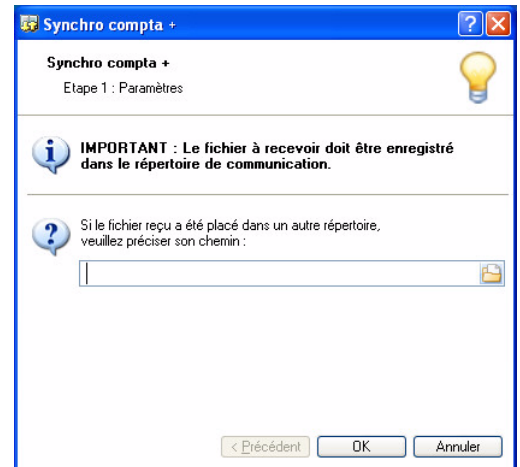 Synchro compta +
Synchro compta +
Etape 1 : Paramètres
IMPORTANT : Le fichier à recevoir doit être enregistré
dans le répertoire de communication.
Si le fichier reçu a été placé dans un autre répertoire,
veuillez préciser son chemin :
< Précédent
OK
Annuler